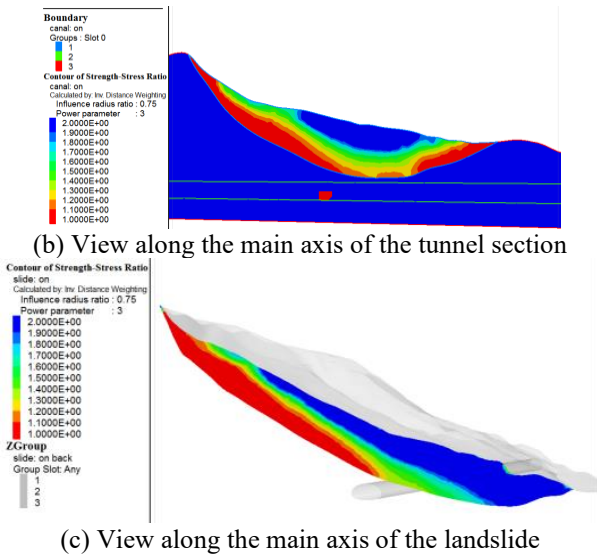 Boundary
canal: on
Groups : Slot 0
1
2
3
Contour of Strength-Stress Ratio
canal: on
Calculated by: Inv. Distance Weighting
Influence radius ratio : 0.75
Power parameter : 3
2.0000E+00
1.9000E+00
1.8000E+00
1.7000E+00
1.6000E+00
1.5000E+00
1.4000E+00
1.3000E+00
1.2000E+00
1.1000E+00
1.0000E+00
(b) View along the main axis of the tunnel section
Contour of Strength-Stress Ratio
slide: on
Calculated by: Inv. Distance Weighting
Influence radius ratio : 0.75
Power parameter : 3
2.0000E+00
1.9000E+00
1.8000E+00
1.7000E+00
1.6000E+00
1.5000E+00
1.4000E+00
1.3000E+00
1.2000E+00
1.1000E+00
1.0000E+00
ZGroup
slide: on back
Group Slot: Any
1
2
3
(c) View along the main axis of the landslide